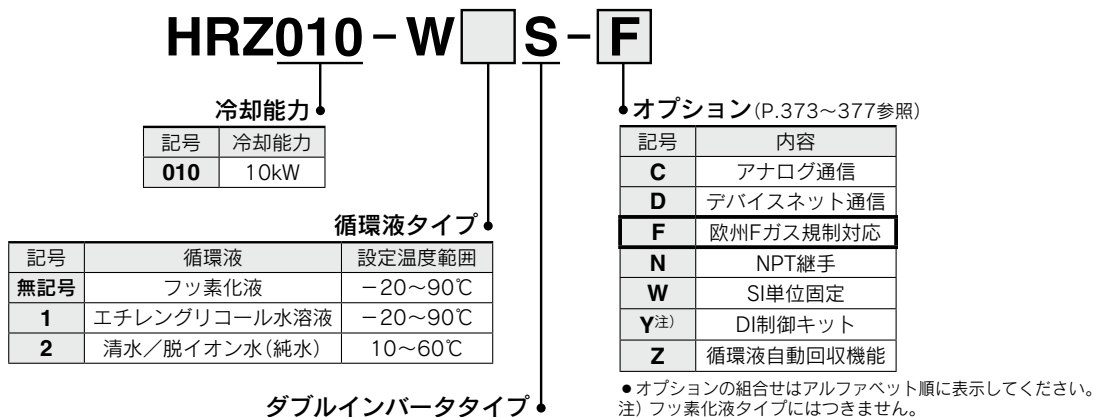 HRZ010-W S-F
冷却能力
記号 冷却能力
010 10kW
循環液タイプ
記号 循環液 設定温度範囲
無記号 フッ素化液 −20〜90℃
1 エチレングリコール水溶液 −20〜90℃
2 清水／脱イオン水(純水) 10〜60℃
ダブルインバータタイプ
オプション(P.373〜377参照)
記号 内容
C アナログ通信
D デバイスネット通信
F 欧州Fガス規制対応
N NPT継手
W SI単位固定
Y注) DI制御キット
Z 循環液自動回収機能
●オプションの組合せはアルファベット順に表示してください。
注) フッ素化液タイプにはつきません。